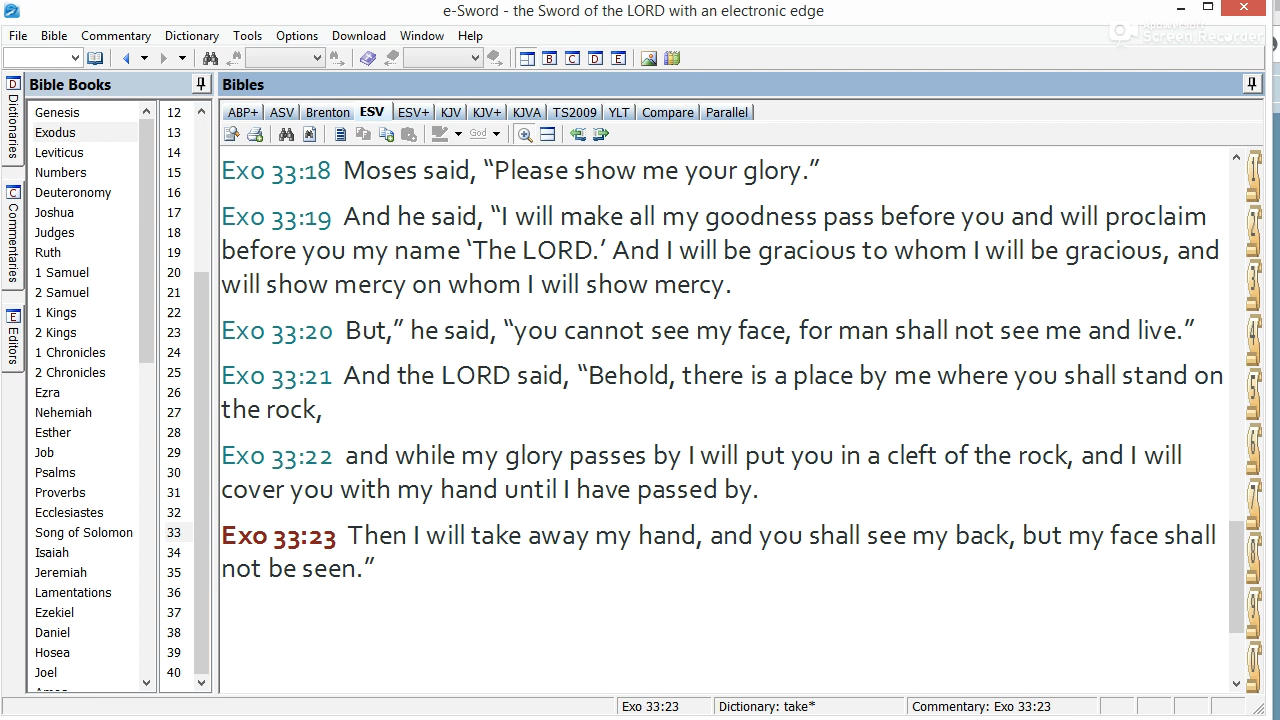 e-Sword - the Sword of the LORD with an electronic edge
File Bible Commentary Dictionary Tools Options Download Window Help
Screen Recorder
Bible Books
Bibles
D Dictionaries
C Commentaries
E Editors
ABP+ ASV Brenton ESV ESV+ KJV KJV+ KJVA TS2009 YLT Compare Parallel
B C D E
God
Genesis 12
Exodus 13
Leviticus 14
Numbers 15
Deuteronomy 16
Joshua 17
Judges 18
Ruth 19
1 Samuel 20
2 Samuel 21
1 Kings 22
2 Kings 23
1 Chronicles 24
2 Chronicles 25
Ezra 26
Nehemiah 27
Esther 28
Job 29
Psalms 30
Proverbs 31
Ecclesiastes 32
Song of Solomon 33
Isaiah 34
Jeremiah 35
Lamentations 36
Ezekiel 37
Daniel 38
Hosea 39
Joel 40
Exo 33:18 Moses said, “Please show me your glory.”
Exo 33:19 And he said, “I will make all my goodness pass before you and will proclaim
before you my name ‘The LORD.’ And I will be gracious to whom I will be gracious, and
will show mercy on whom I will show mercy.
Exo 33:20 But,” he said, “you cannot see my face, for man shall not see me and live.”
Exo 33:21 And the LORD said, “Behold, there is a place by me where you shall stand on
the rock,
Exo 33:22 and while my glory passes by I will put you in a cleft of the rock, and I will
cover you with my hand until I have passed by.
Exo 33:23 Then I will take away my hand, and you shall see my back, but my face shall
not be seen.”
1
2
3
4
5
6
7
8
9
0
Exo 33:23 Dictionary: take* Commentary: Exo 33:23